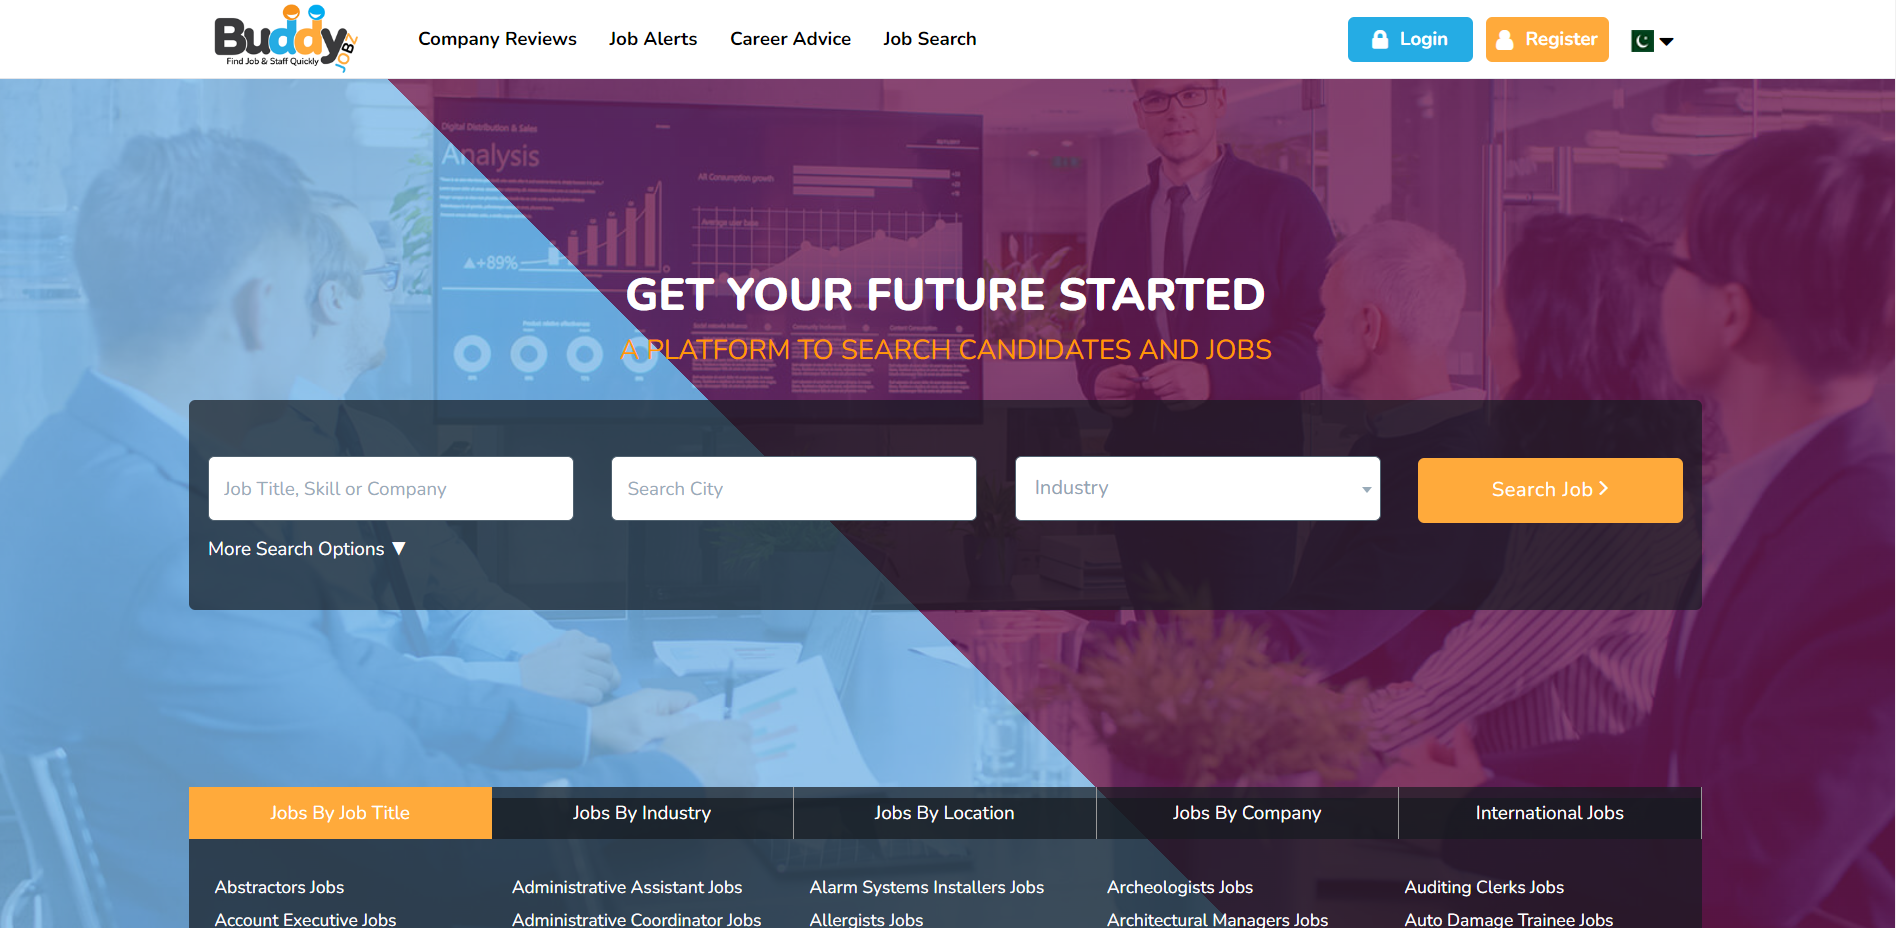 Buddy JOBZ
Find Job & Staff Quickly
Company Reviews
Job Alerts
Career Advice
Job Search
Login
Register
Digital Distribution & Sales
Analysis
+89%
GET YOUR FUTURE STARTED
A PLATFORM TO SEARCH CANDIDATES AND JOBS
Job Title, Skill or Company
Search City
Industry
Search Job
More Search Options
Jobs By Job Title
Jobs By Industry
Jobs By Location
Jobs By Company
International Jobs
Abstractors Jobs
Administrative Assistant Jobs
Alarm Systems Installers Jobs
Archeologists Jobs
Auditing Clerks Jobs
Account Executive Jobs
Administrative Coordinator Jobs
Allergists Jobs
Architectural Managers Jobs
Auto Damage Trainee Jobs